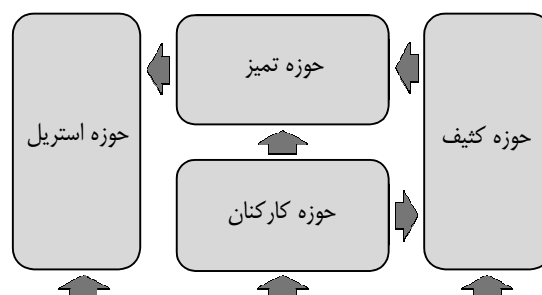 حوزه تمیز
حوزه کثیف
حوزه استریل
حوزه کارکنان